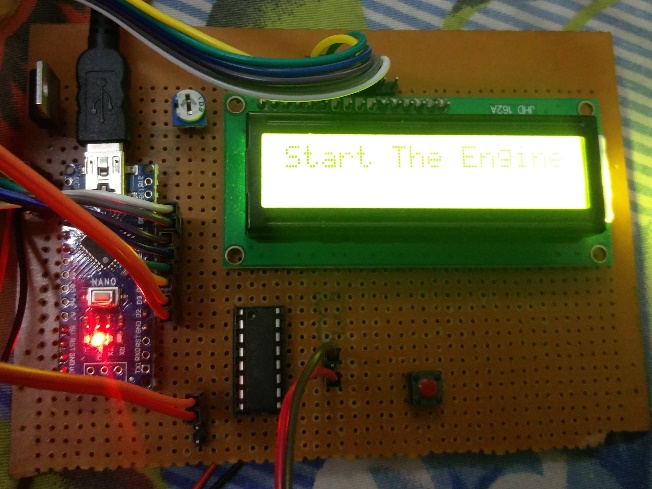 JHD 162A
Start The Engine
NANO